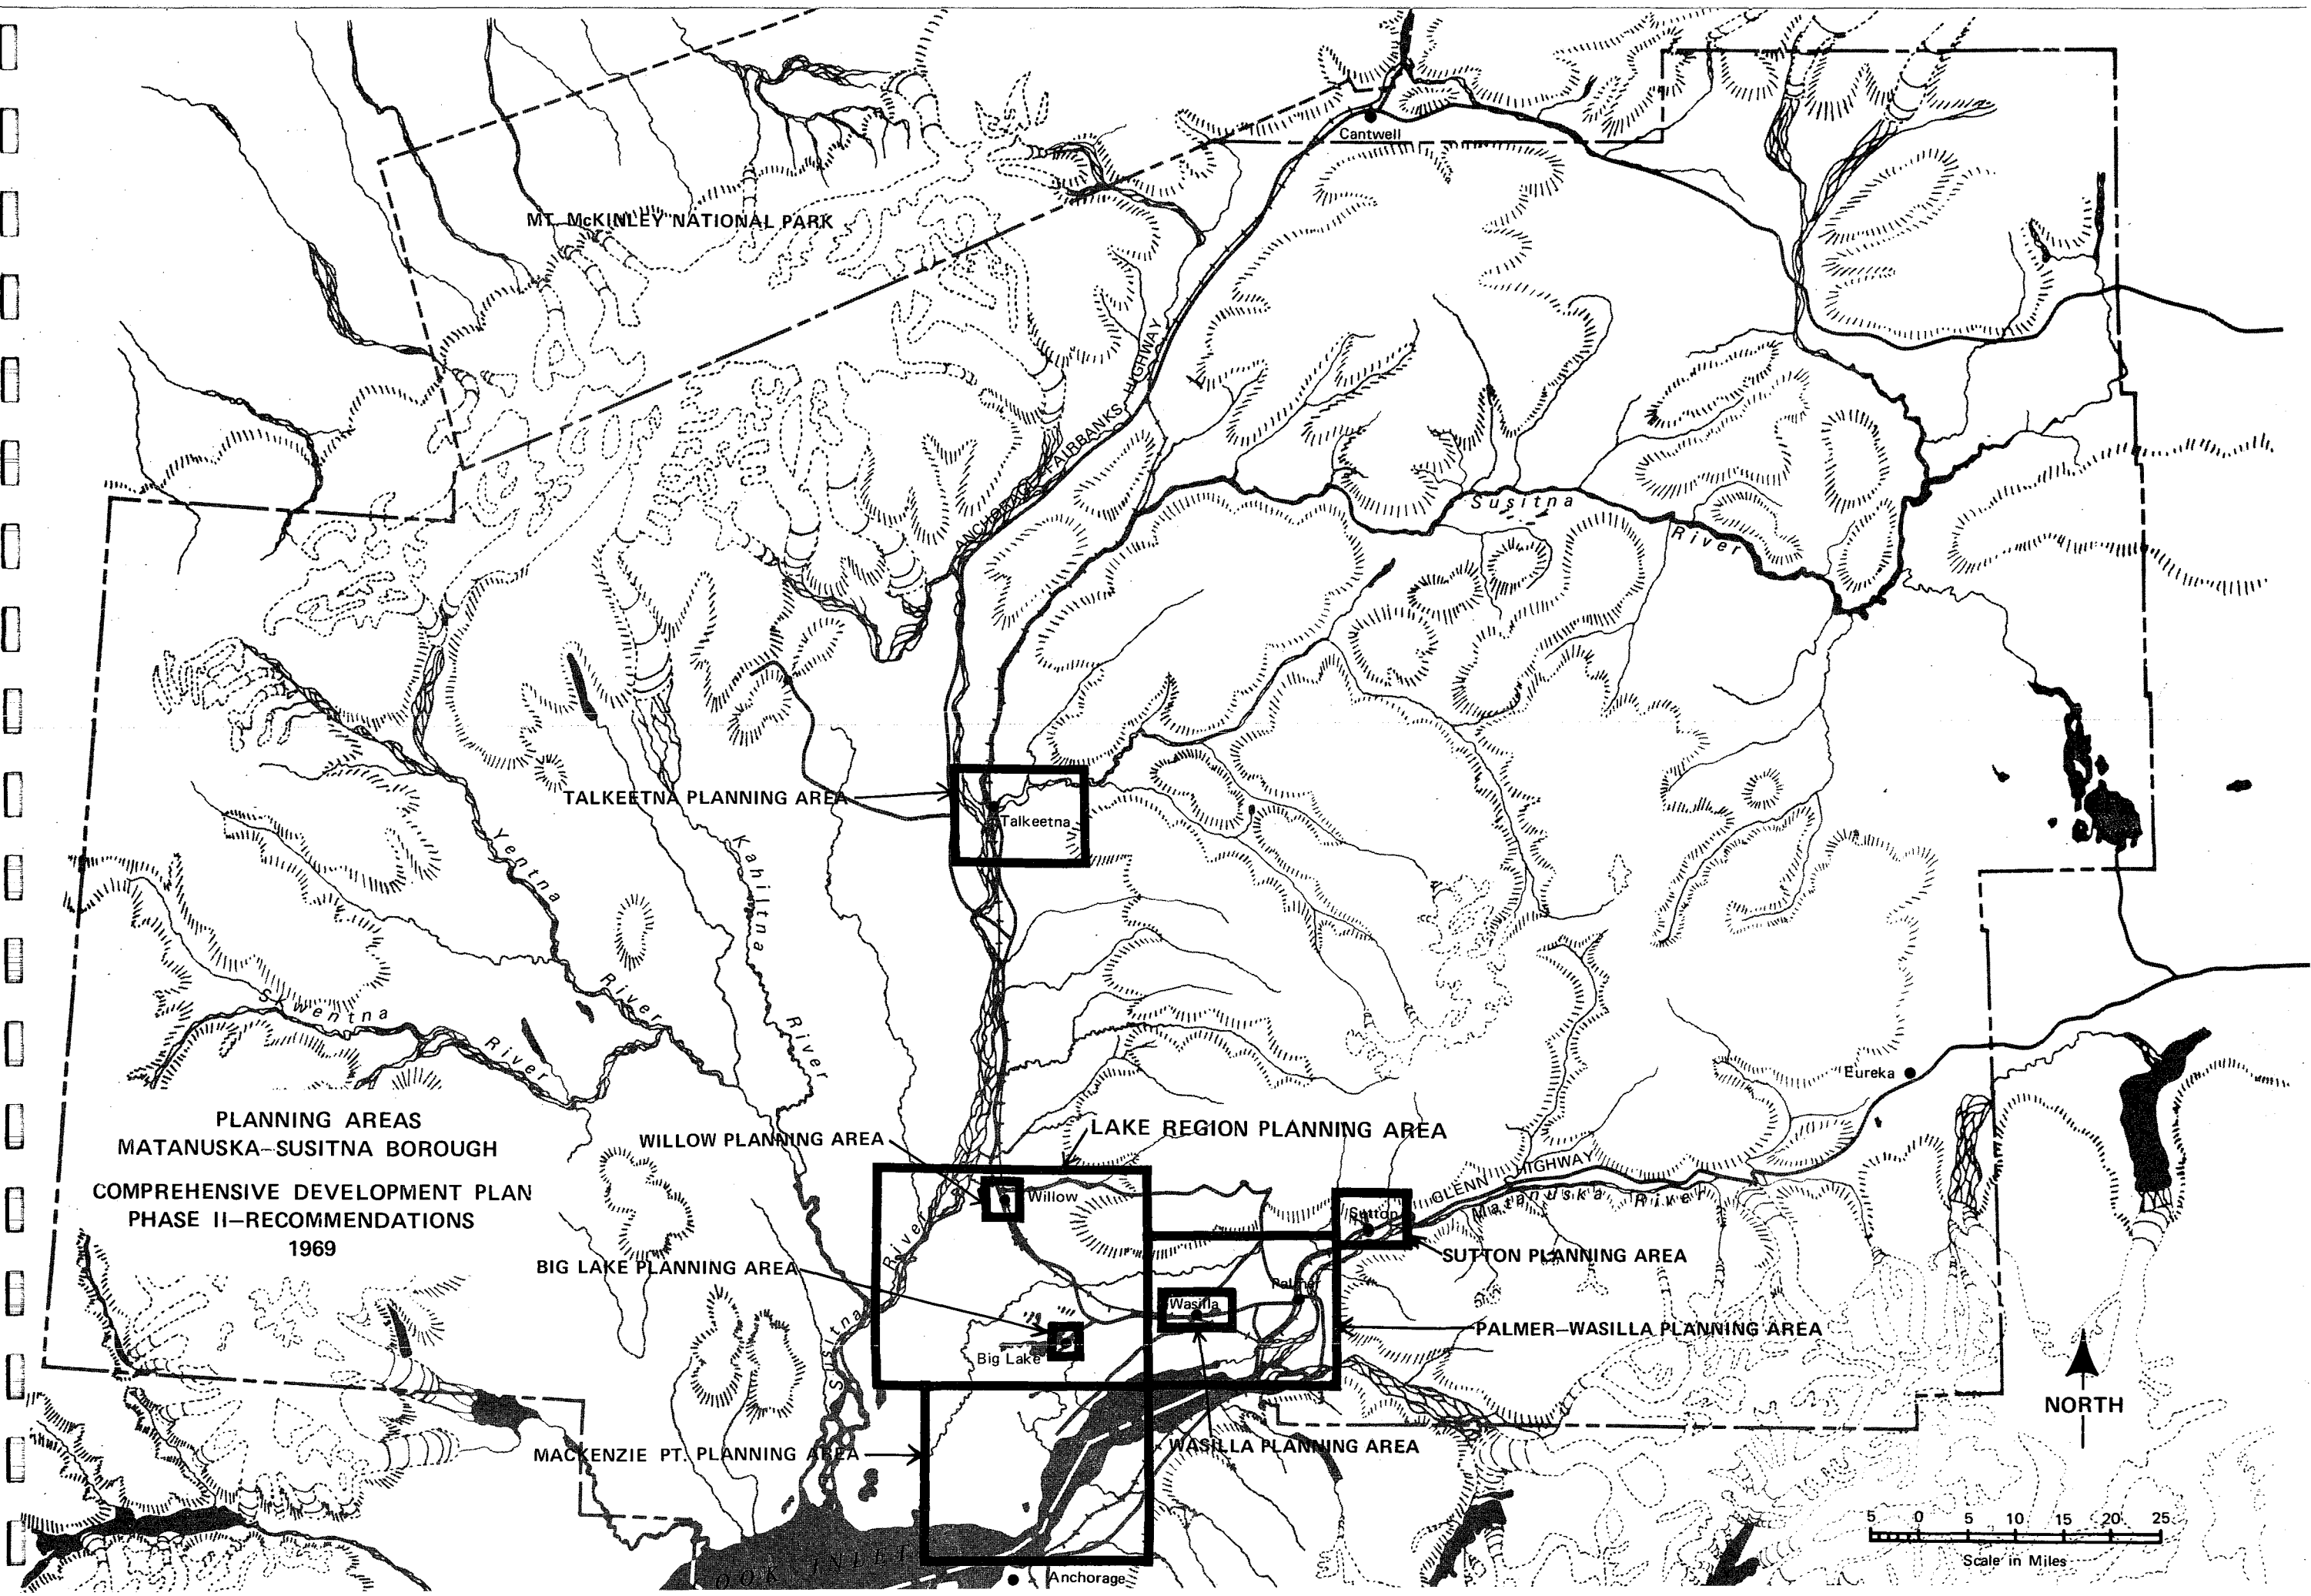 Cantwell
MT. McKINLEY NATIONAL PARK
ANCHORAGE FAIRBANKS HIGHWAY
Susitna
River
TALKEETNA PLANNING AREA
Talkeetna
Yentna
River
Kahiltna
River
Skwentna
River
Eureka
PLANNING AREAS
MATANUSKA-SUSITNA BOROUGH
COMPREHENSIVE DEVELOPMENT PLAN
PHASE II-RECOMMENDATIONS
1969
WILLOW PLANNING AREA
LAKE REGION PLANNING AREA
GLENN HIGHWAY
Matanuska River
Willow
Sutton
SUTTON PLANNING AREA
Susitna River
BIG LAKE PLANNING AREA
Palmer
Wasilla
PALMER-WASILLA PLANNING AREA
Big Lake
NORTH
WASILLA PLANNING AREA
MACKENZIE PT. PLANNING AREA
5 0 5 10 15 20 25
Scale in Miles
OOK INLET
Anchorage